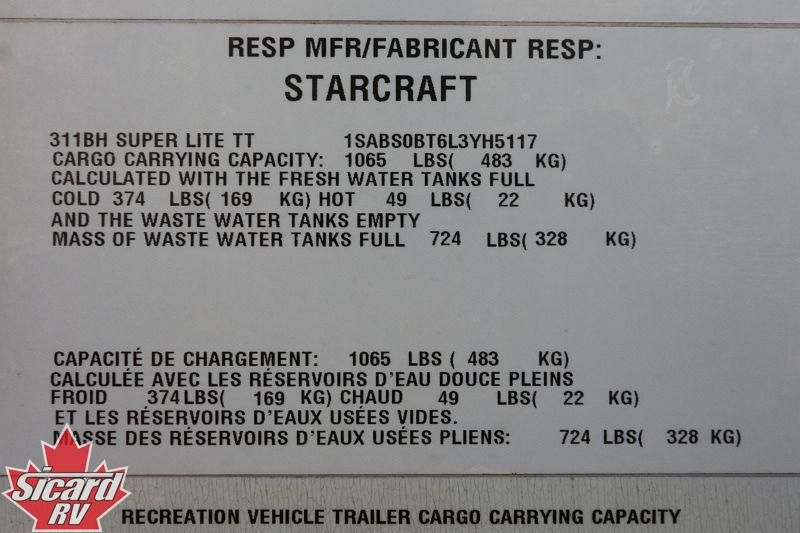 RESP MFR/FABRICANT RESP:
STARCRAFT
311BH SUPER LITE TT 1SABS0BT6L3YH5117
CARGO CARRYING CAPACITY: 1065 LBS( 483 KG)
CALCULATED WITH THE FRESH WATER TANKS FULL
COLD 374 LBS( 169 KG) HOT 49 LBS( 22 KG)
AND THE WASTE WATER TANKS EMPTY
MASS OF WASTE WATER TANKS FULL 724 LBS( 328 KG)
CAPACITÉ DE CHARGEMENT: 1065 LBS ( 483 KG)
CALCULÉE AVEC LES RÉSERVOIRS D'EAU DOUCE PLEINS
FROID 374 LBS( 169 KG) CHAUD 49 LBS( 22 KG)
ET LES RÉSERVOIRS D'EAUX USÉES VIDES.
MASSE DES RÉSERVOIRS D'EAUX USÉES PLIENS: 724 LBS( 328 KG)
Sicard
RV
RECREATION VEHICLE TRAILER CARGO CARRYING CAPACITY